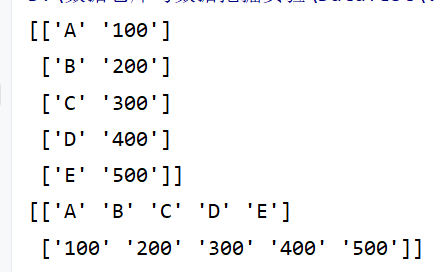 [['A' '100']
['B' '200']
['C' '300']
['D' '400']
['E' '500']]
[['A' 'B' 'C' 'D' 'E']
['100' '200' '300' '400' '500']]